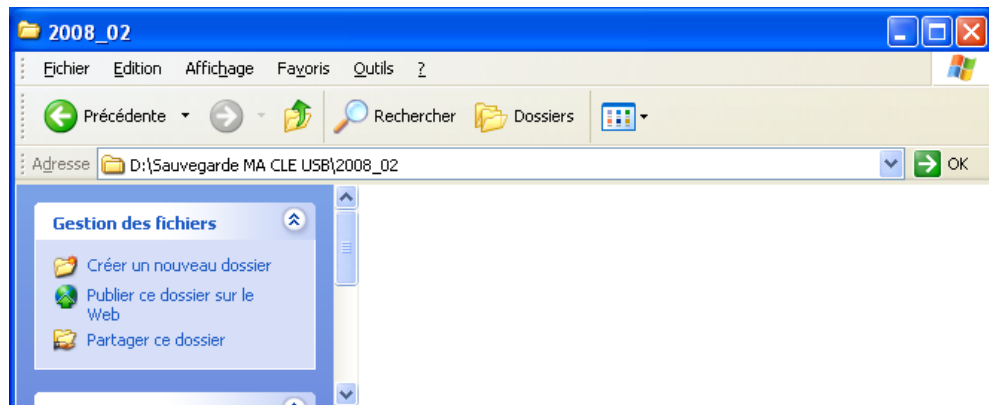 2008_02
Fichier Edition Affichage Favoris Outils ?
Précédente Rechercher Dossiers
Adresse D:\Sauvegarde MA CLE USB\2008_02 OK
Gestion des fichiers
Créer un nouveau dossier
Publier ce dossier sur le
Web
Partager ce dossier